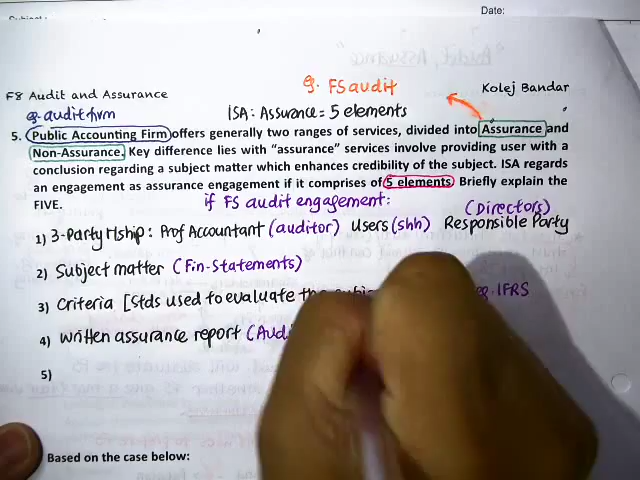 Date:
F8 Audit and Assurance
eg. FS audit
Kolej Bandar
eg. audit firm
ISA: Assurance = 5 elements
5. Public Accounting Firm offers generally two ranges of services, divided into Assurance and
Non-Assurance. Key difference lies with "assurance" services involve providing user with a
conclusion regarding a subject matter which enhances credibility of the subject. ISA regards
an engagement as assurance engagement if it comprises of 5 elements. Briefly explain the
FIVE.
if FS audit engagement:
(Directors)
1) 3-Party r/ship: Prof Accountant (auditor) Users (shh) Responsible Party
2) Subject matter (Fin-Statements)
3) Criteria [Stds used to evaluate the eg. IFRS
4) Written assurance report
5)
Based on the case below: